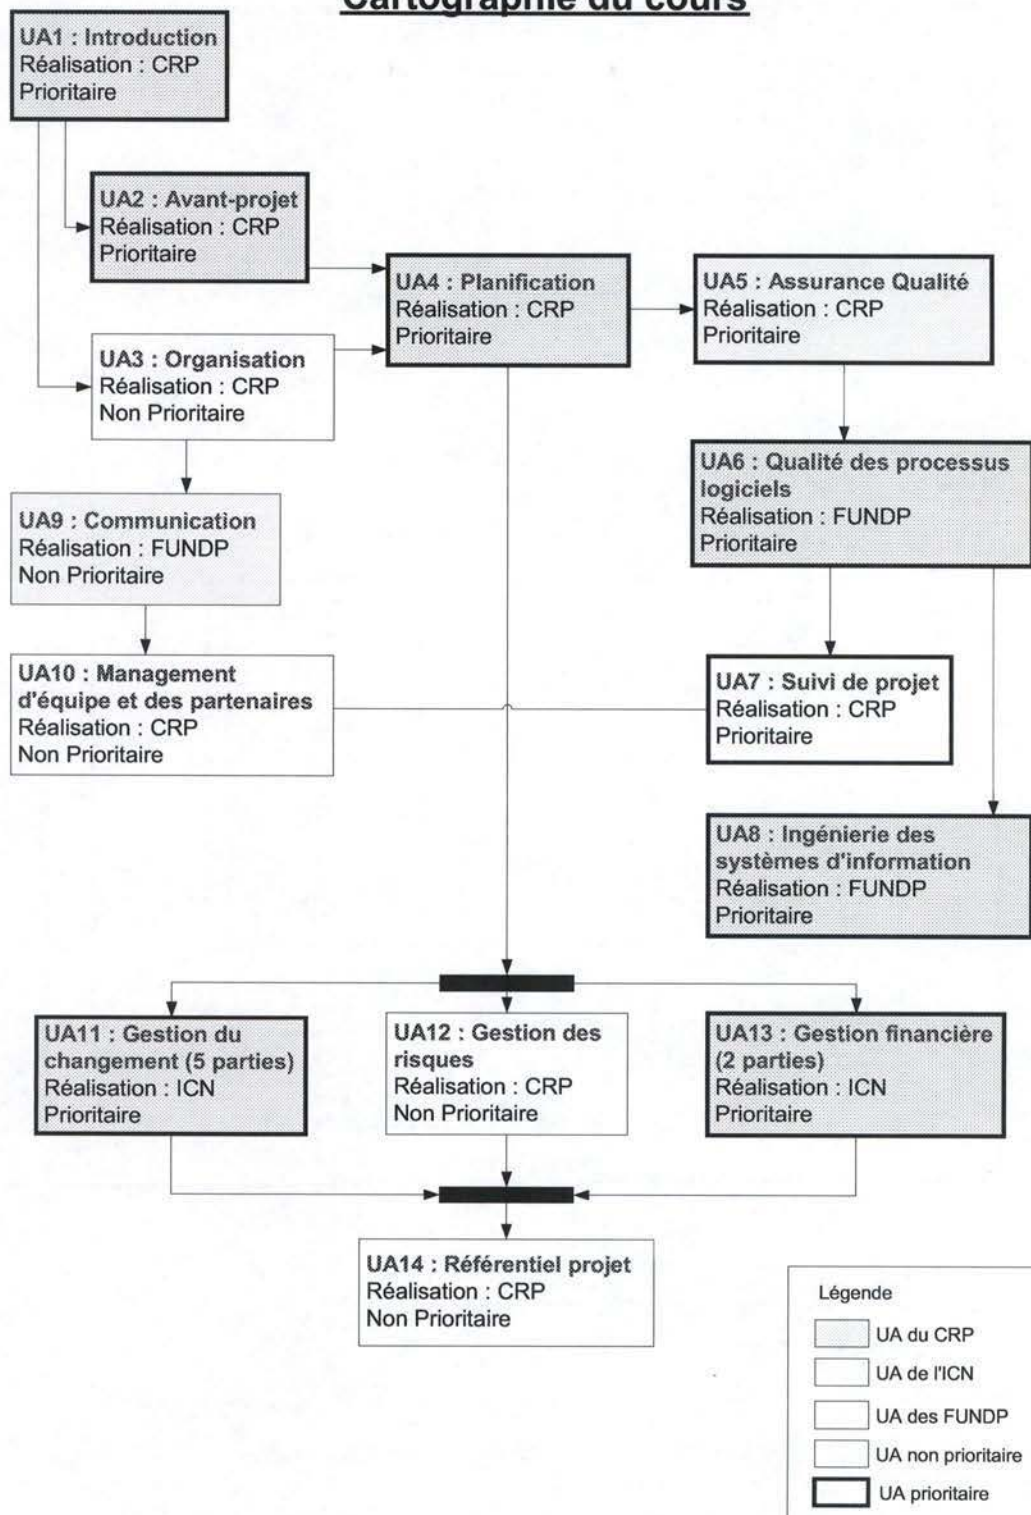 Cartographie du cours
UA1 : Introduction
Réalisation : CRP
Prioritaire
UA2 : Avant-projet
Réalisation : CRP
Prioritaire
UA4 : Planification
Réalisation : CRP
Prioritaire
UA5 : Assurance Qualité
Réalisation : CRP
Prioritaire
UA3 : Organisation
Réalisation : CRP
Non Prioritaire
UA6 : Qualité des processus
logiciels
Réalisation : FUNDP
Prioritaire
UA9 : Communication
Réalisation : FUNDP
Non Prioritaire
UA10 : Management
d'équipe et des partenaires
Réalisation : CRP
Non Prioritaire
UA7 : Suivi de projet
Réalisation : CRP
Prioritaire
UA8 : Ingénierie des
systèmes d'information
Réalisation : FUNDP
Prioritaire
UA11 : Gestion du
changement (5 parties)
Réalisation : ICN
Prioritaire
UA12 : Gestion des
risques
Réalisation : CRP
Non Prioritaire
UA13 : Gestion financière
(2 parties)
Réalisation : ICN
Prioritaire
UA14 : Référentiel projet
Réalisation : CRP
Non Prioritaire
Légende
UA du CRP
UA de l'ICN
UA des FUNDP
UA non prioritaire
UA prioritaire